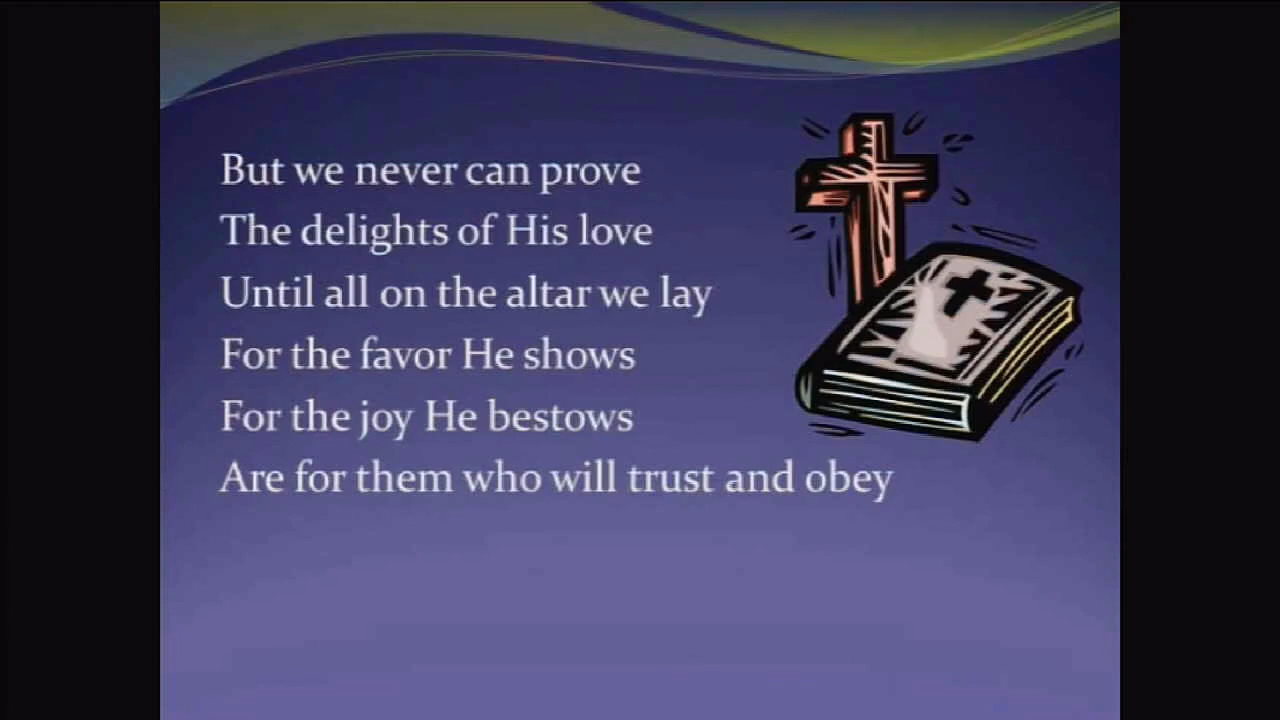 But we never can prove
The delights of His love
Until all on the altar we lay
For the favor He shows
For the joy He bestows
Are for them who will trust and obey